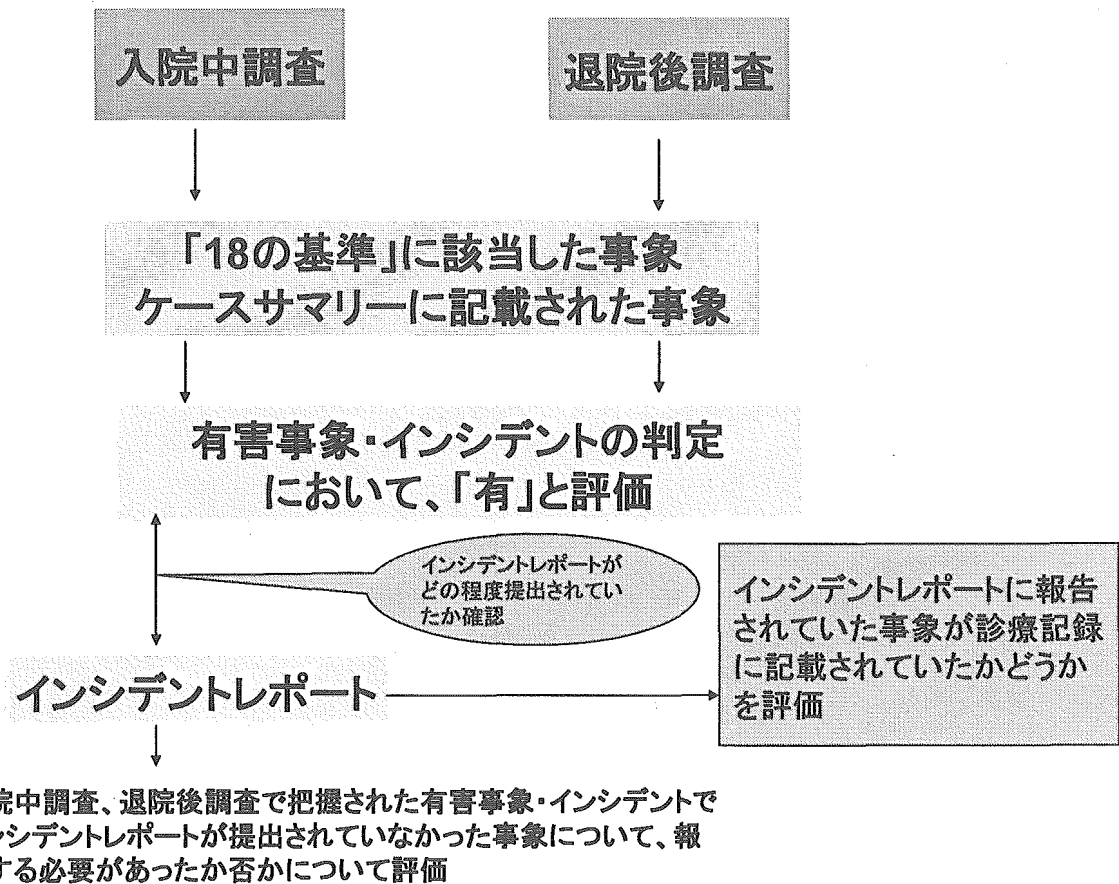 入院中調査
退院後調査
「18の基準」に該当した事象
ケースサマリーに記載された事象
有害事象・インシデントの判定
において、「有」と評価
インシデントレポートが
どの程度提出されてい
たか確認
インシデントレポートに報告
されていた事象が診療記録
に記載されていたかどうか
を評価
インシデントレポート
院中調査、退院後調査で把握された有害事象・インシデントで
ンシデントレポートが提出されていなかった事象について、報
する必要があったか否かについて評価